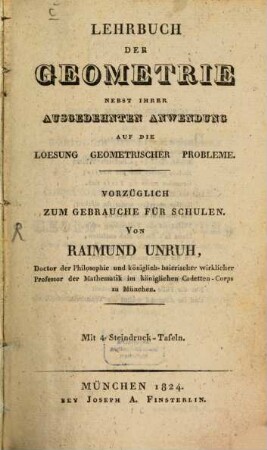 LEHRBUCH
DER
GEOMETRIE
NEBST IHRER
AUSGEDEHNTEN ANWENDUNG
AUF DIE
LOESUNG GEOMETRISCHER PROBLEME.
VORZÜGLICH
ZUM GEBRAUCHE FÜR SCHULEN.
VON
RAIMUND UNRUH,
Doctor der Philosophie und königlich-baierischer wirklicher
Professor der Mathematik im königlichen Cadetten-Corps
zu München.
Mit 4 Steindruck-Tafeln.
MÜNCHEN 1824.
BEY JOSEPH A. FINSTERLIN.